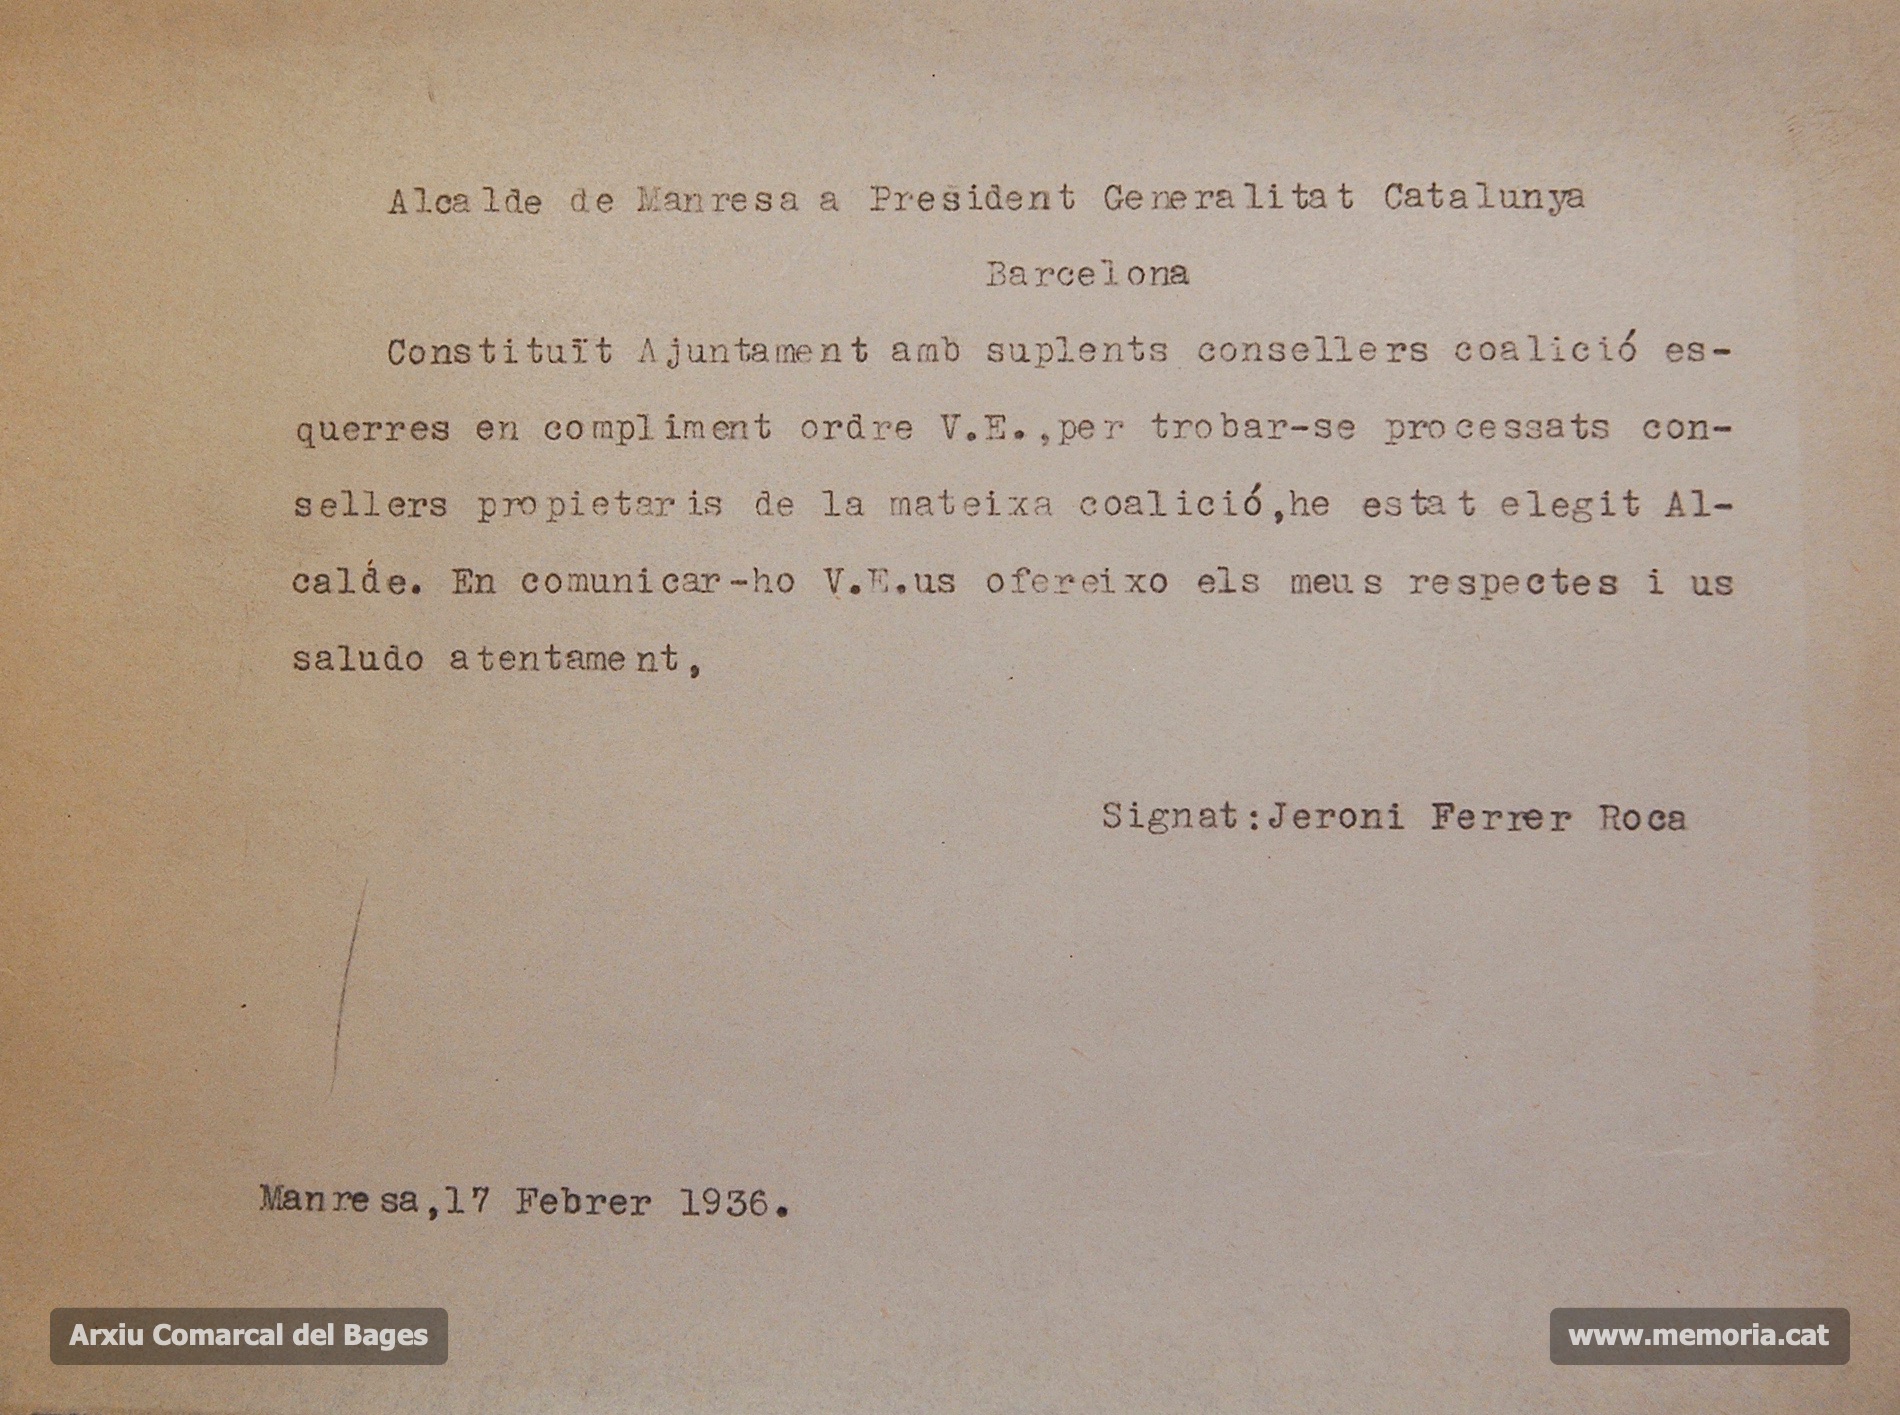 Alcalde de Manresa a President Generalitat Catalunya
Barcelona
Constituït Ajuntament amb suplents consellers coalició es-
querres en compliment ordre V.E.,per trobar-se processats con-
sellers propietaris de la mateixa coalició,he estat elegit Al-
calde. En comunicar-ho V.E.us ofereixo els meus respectes i us
saludo atentament,
Signat:Jeroni Ferrer Roca
Manresa,17 Febrer 1936.
Arxiu Comarcal del Bages
www.memoria.cat